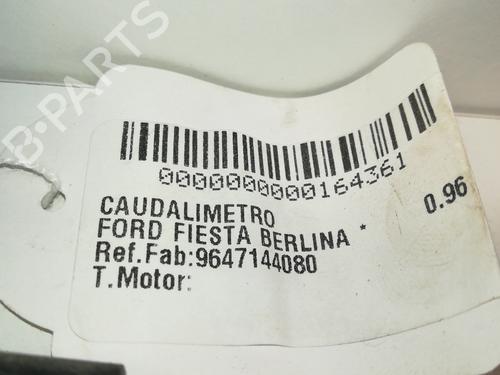 B-PARTS
0000000000164361
CAUDALIMETRO
FORD FIESTA BERLINA * 0.96
Ref.Fab:9647144080
T.Motor: